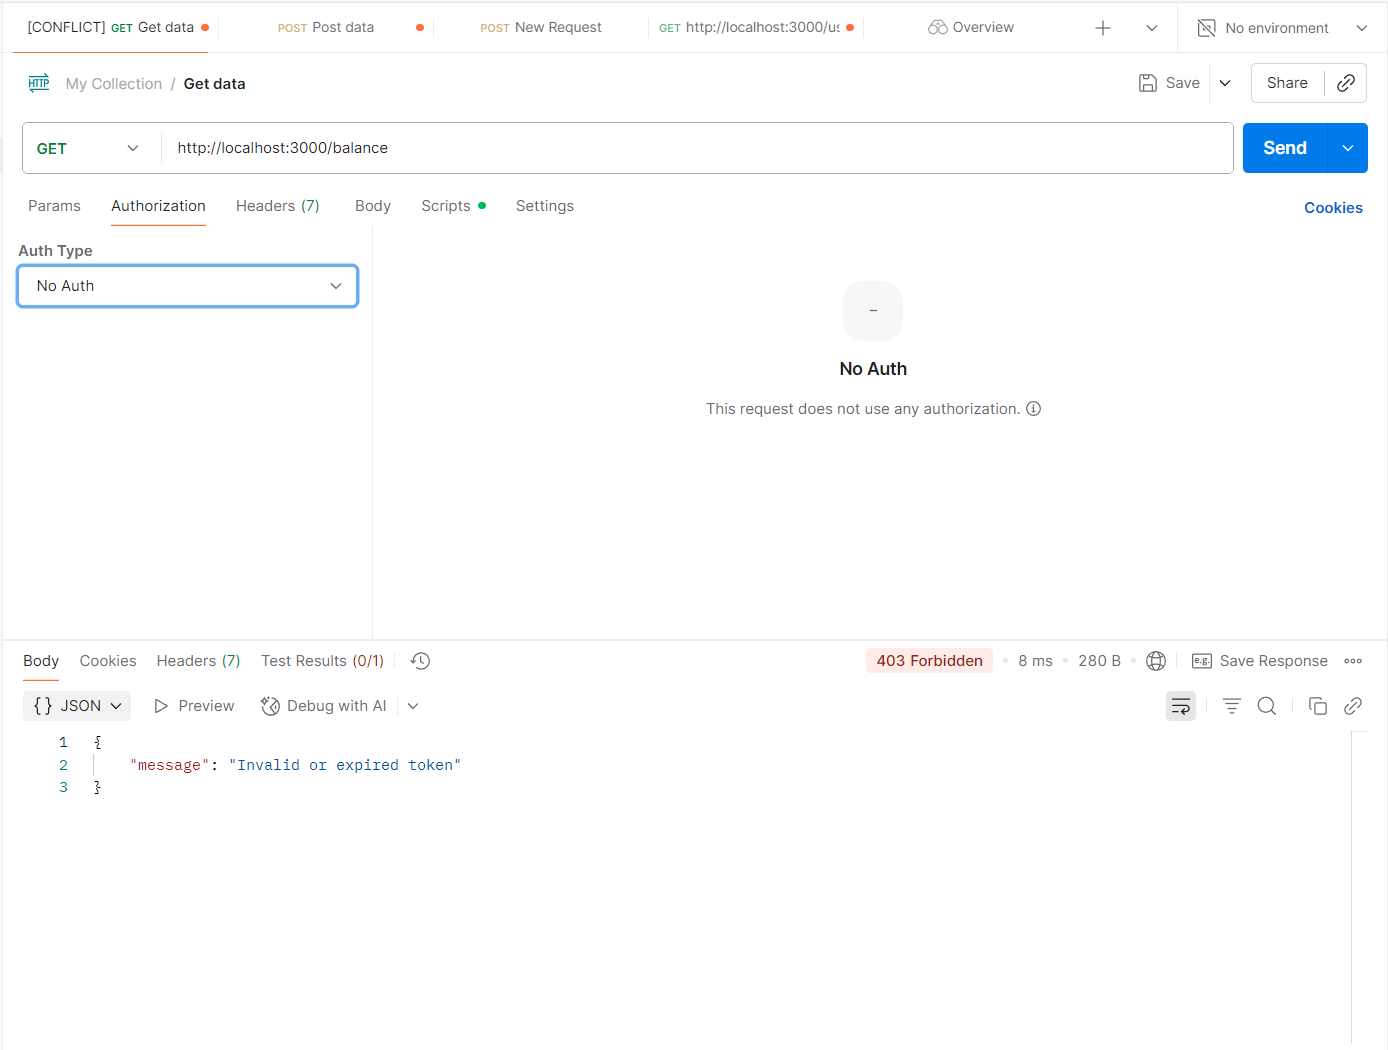 [CONFLICT] GET Get data
POST Post data
POST New Request
GET http://localhost:3000/us
Overview
No environment
HTTP
My Collection / Get data
Save
Share
GET
http://localhost:3000/balance
Send
Params
Authorization
Headers (7)
Body
Scripts
Settings
Cookies
Auth Type
No Auth
No Auth
This request does not use any authorization.
Body
Cookies
Headers (7)
Test Results (0/1)
403 Forbidden
8 ms
280 B
e.g.
Save Response
{} JSON
Preview
Debug with AI
1 {
2 "message": "Invalid or expired token"
3 }